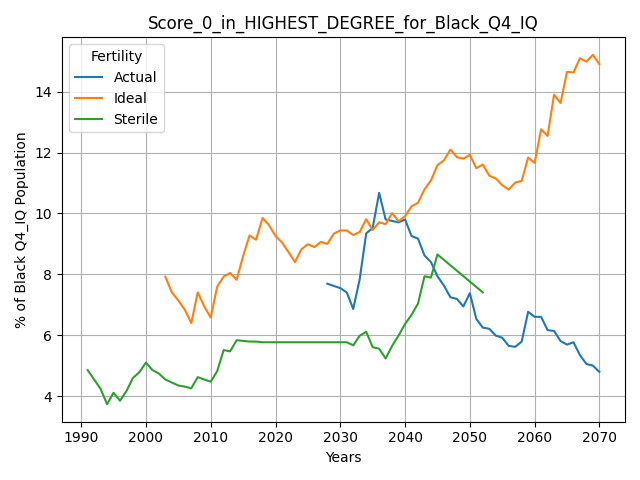 Score_0_in_HIGHEST_DEGREE_for_Black_Q4_IQ
Fertility
Actual
Ideal
Sterile
% of Black Q4_IQ Population
14
12
10
8
6
4
1990 2000 2010 2020 2030 2040 2050 2060 2070
Years